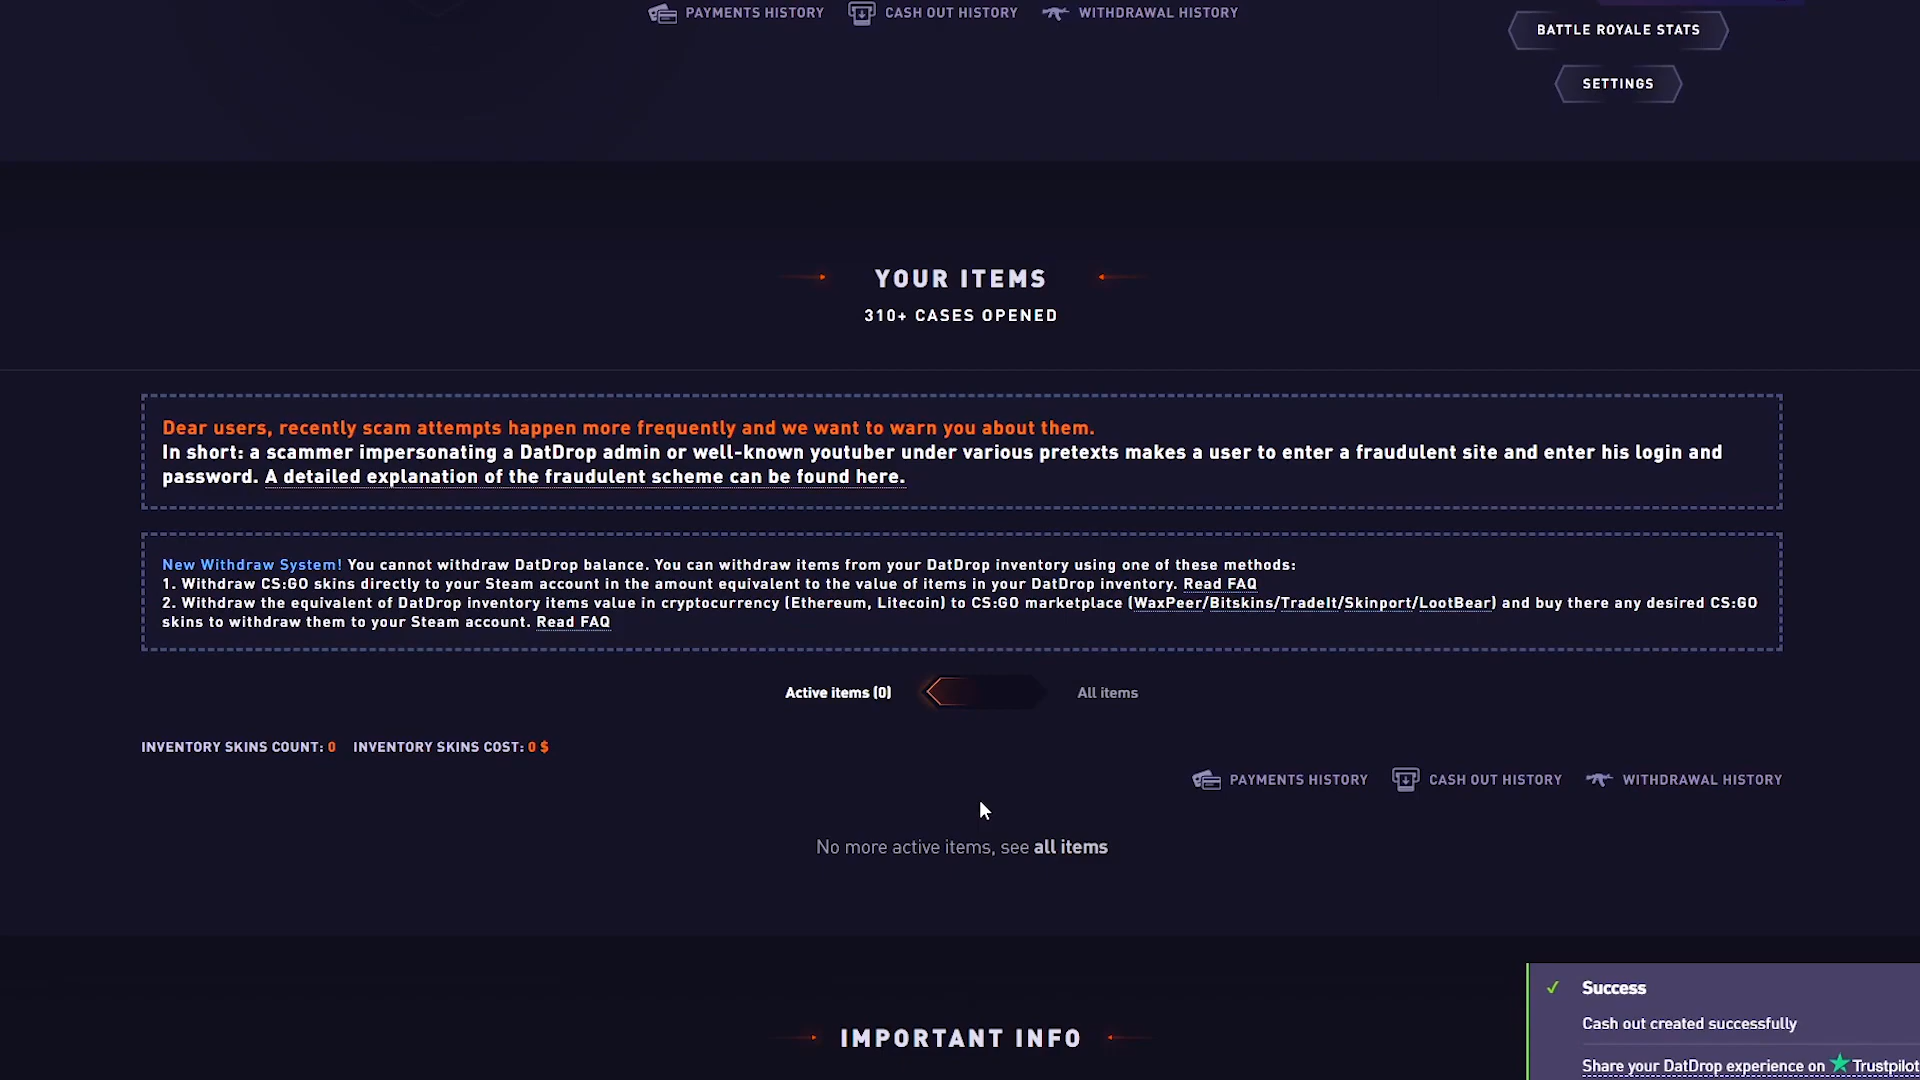 PAYMENTS HISTORY CASH OUT HISTORY WITHDRAWAL HISTORY
BATTLE ROYALE STATS
SETTINGS
YOUR ITEMS
310+ CASES OPENED
Dear users, recently scam attempts happen more frequently and we want to warn you about them.
In short: a scammer impersonating a DatDrop admin or well-known youtuber under various pretexts makes a user to enter a fraudulent site and enter his login and
password. A detailed explanation of the fraudulent scheme can be found here.
New Withdraw System! You cannot withdraw DatDrop balance. You can withdraw items from your DatDrop inventory using one of these methods:
1. Withdraw CS:GO skins directly to your Steam account in the amount equivalent to the value of items in your DatDrop inventory. Read FAQ
2. Withdraw the equivalent of DatDrop inventory items value in cryptocurrency (Ethereum, Litecoin) to CS:GO marketplace (WaxPeer/Bitskins/TradeIt/Skinport/LootBear) and buy there any desired CS:GO
skins to withdraw them to your Steam account. Read FAQ
Active items (0) All items
INVENTORY SKINS COUNT: 0 INVENTORY SKINS COST: 0 $
PAYMENTS HISTORY CASH OUT HISTORY WITHDRAWAL HISTORY
No more active items, see all items
IMPORTANT INFO
Success
Cash out created successfully
Share your DatDrop experience on Trustpilot